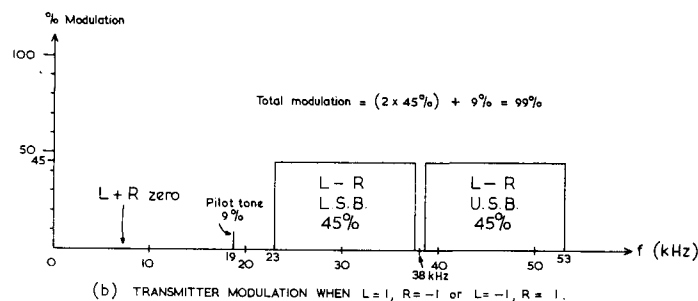 % Modulation
100
Total modulation = (2 x 45%) + 9% = 99%
50
45
L + R zero
Pilot tone
9%
L - R
L.S.B.
45%
L - R
U.S.B.
45%
0
10
19
20
23
30
38 kHz
40
50
53
f (kHz)
(b) TRANSMITTER MODULATION WHEN L = 1, R = -1 or L = -1, R = 1.